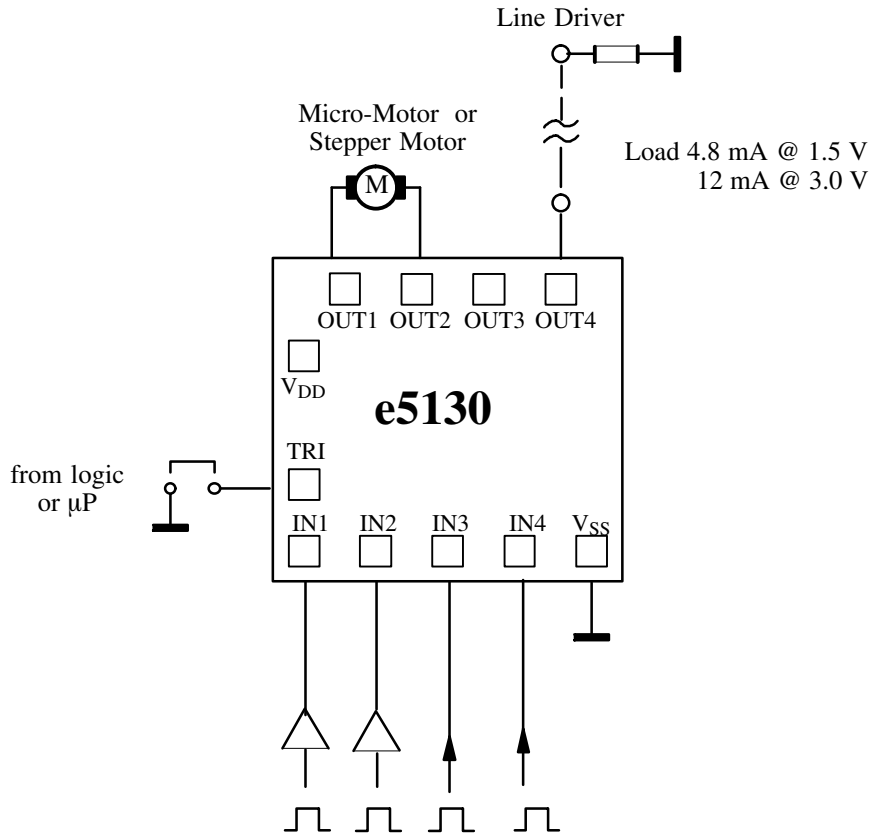 Line Driver
Micro-Motor or
Stepper Motor
Load 4.8 mA @ 1.5 V
12 mA @ 3.0 V
M
OUT1 OUT2 OUT3 OUT4
VDD
e5130
TRI
from logic
or µP
IN1 IN2 IN3 IN4 VSS